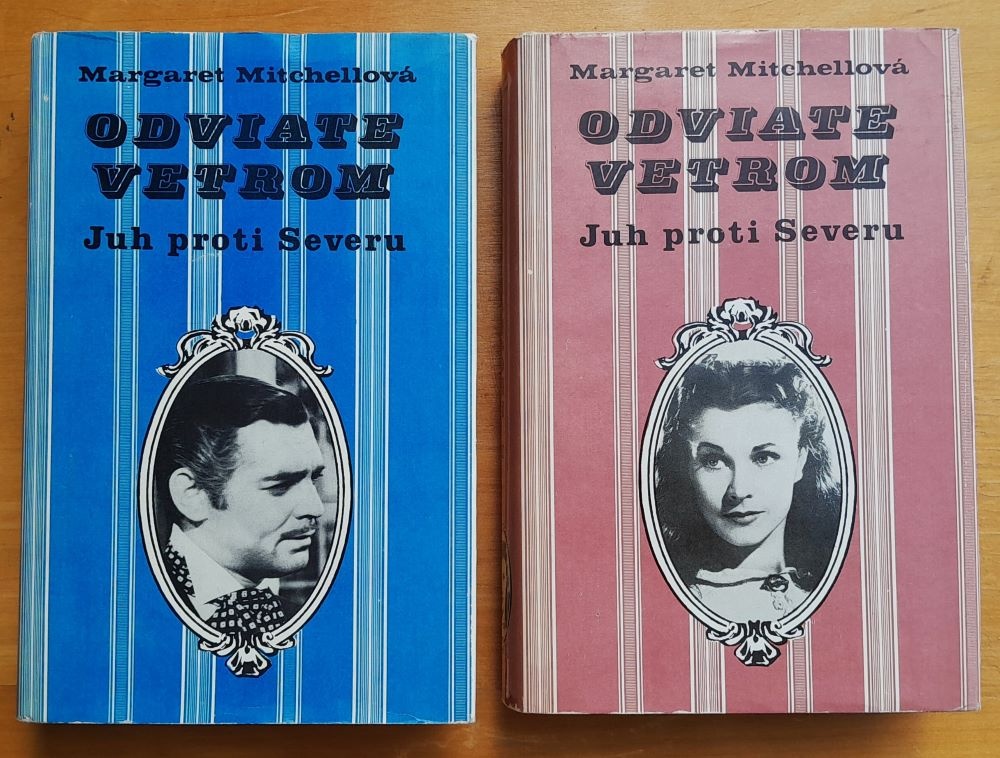 Margaret Mitchellová
ODVIATE
VETROM
Juh proti Severu
Margaret Mitchellová
ODVIATE
VETROM
Juh proti Severu